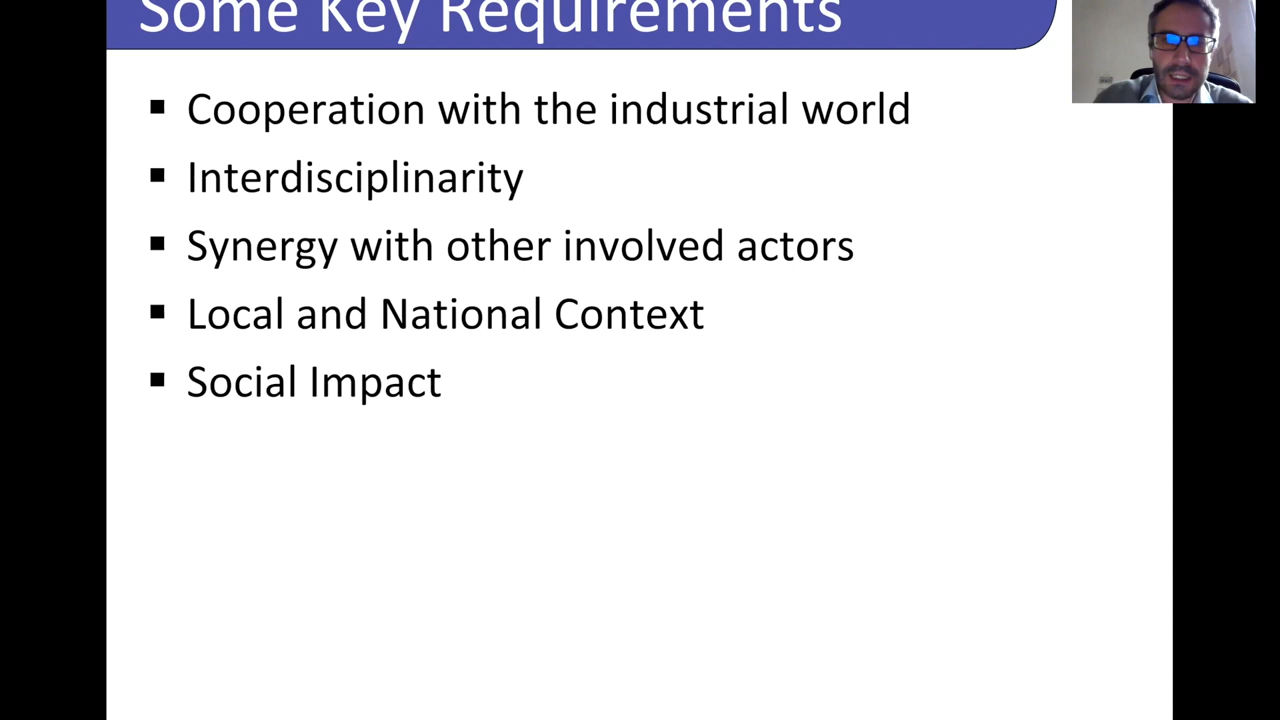 Some Key Requirements
Cooperation with the industrial world
Interdisciplinarity
Synergy with other involved actors
Local and National Context
Social Impact